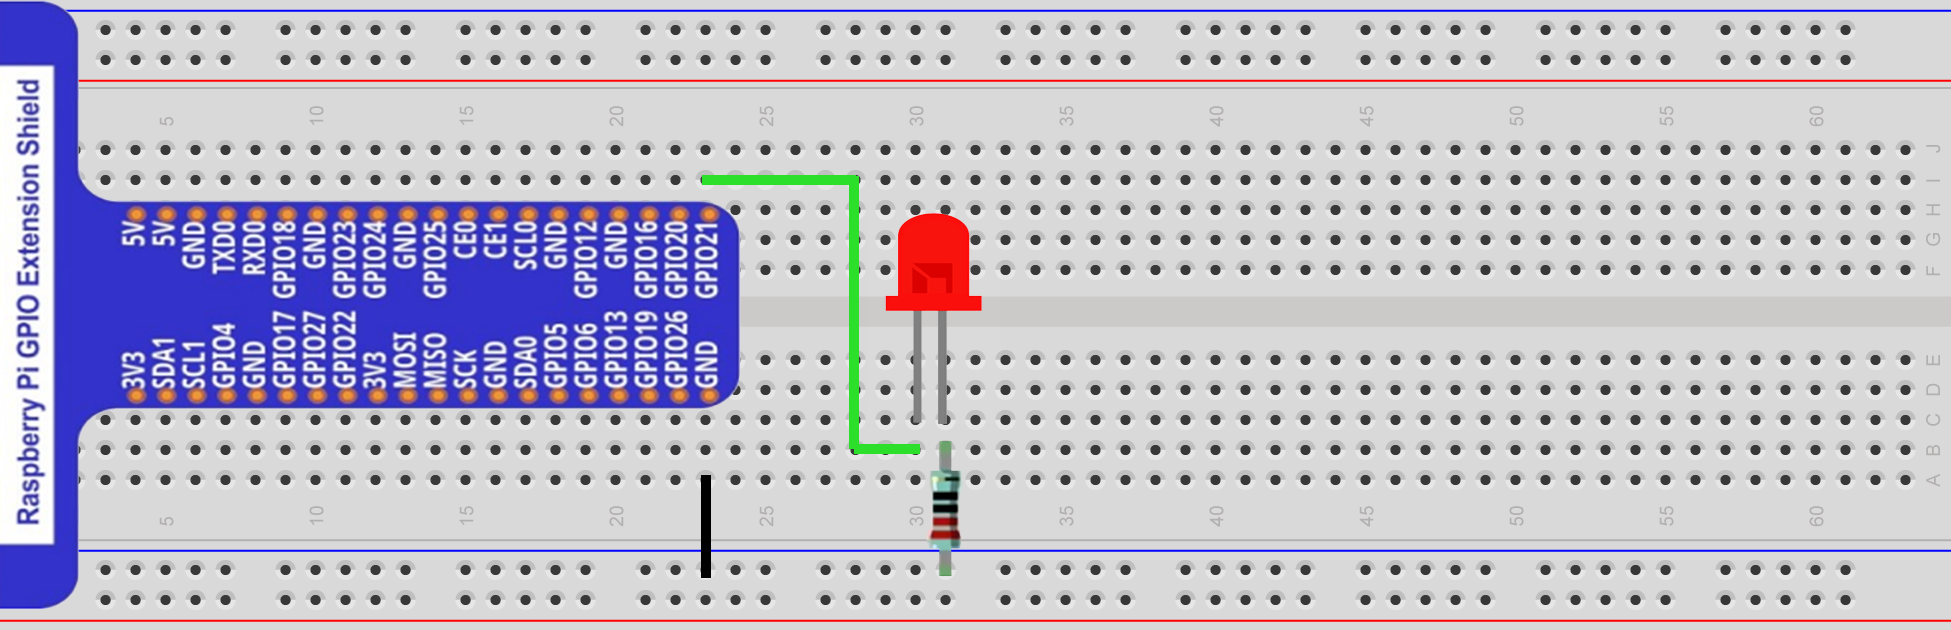 Raspberry Pi GPIO Extension Shield
5 10 15 20 25 30 35 40 45 50 55 60
J
I
H
G
F
5V
5V
GND
TXD0
RXD0
GPIO18
GND
GPIO23
GPIO24
GND
GPIO25
CE0
CE1
SCL0
GND
GPIO12
GND
GPIO16
GPIO20
GPIO21
3V3
SDA1
SCL1
GPIO4
GND
GPIO17
GPIO27
GPIO22
3V3
MOSI
MISO
SCK
GND
SDA0
GPIO5
GPIO6
GPIO13
GPIO19
GPIO26
GND
E
D
C
B
A
5 10 15 20 25 30 35 40 45 50 55 60